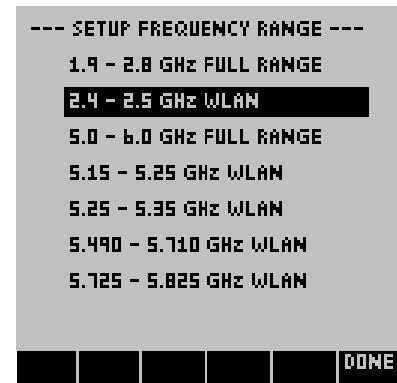 --- SETUP FREQUENCY RANGE ---
1.9 - 2.8 GHz FULL RANGE
2.4 - 2.5 GHz WLAN
5.0 - 6.0 GHz FULL RANGE
5.15 - 5.25 GHz WLAN
5.25 - 5.35 GHz WLAN
5.490 - 5.710 GHz WLAN
5.725 - 5.825 GHz WLAN
DONE